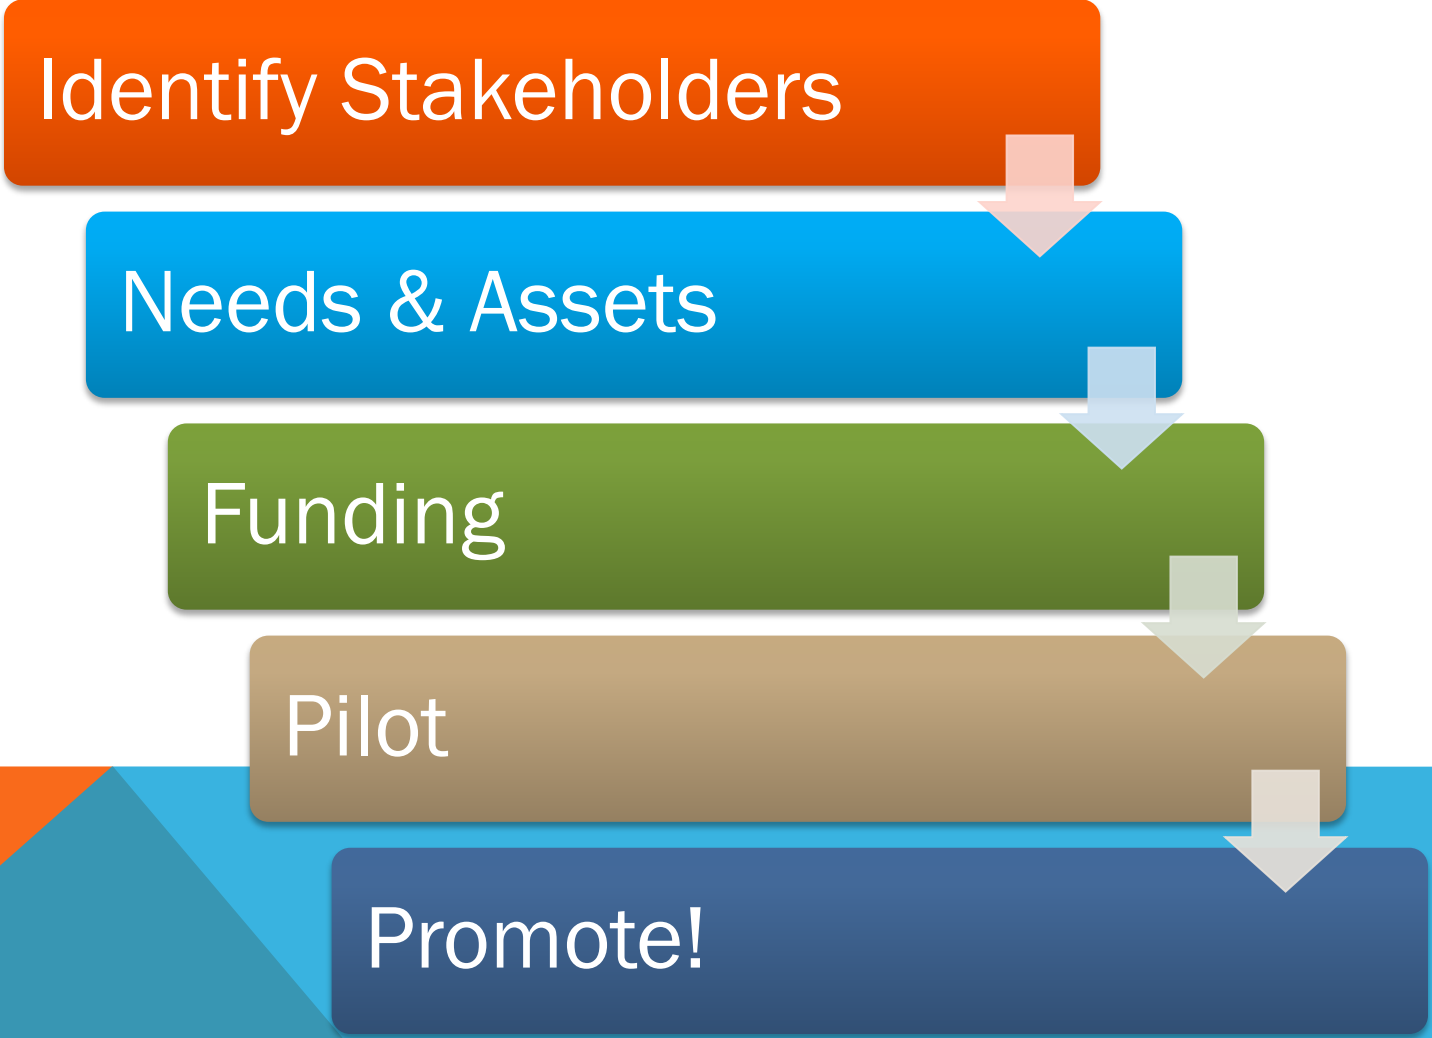 Identify Stakeholders
Needs & Assets
Funding
Pilot
Promote!